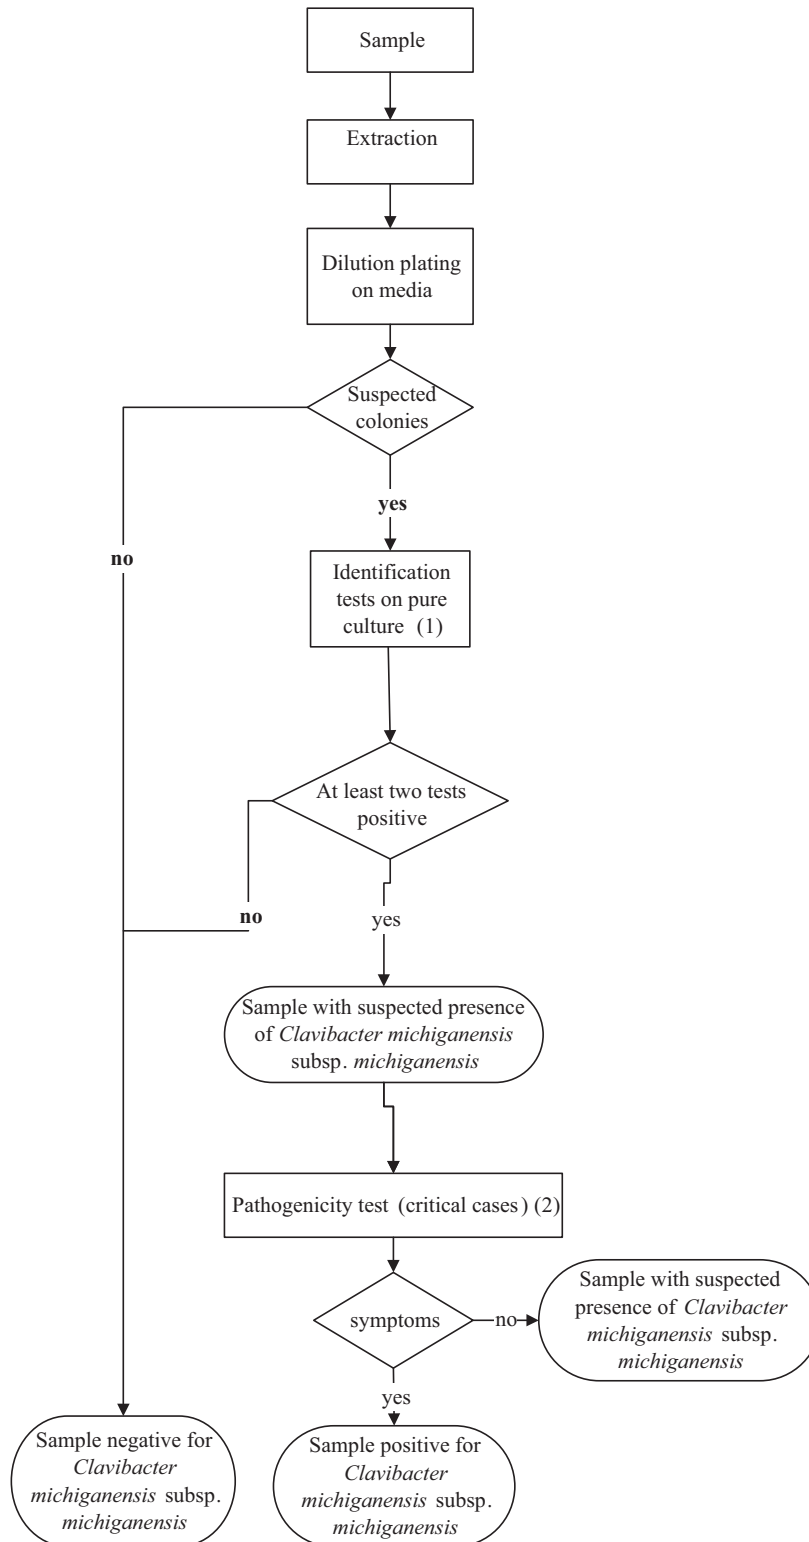 Sample
Extraction
Dilution plating
on media
Suspected
colonies
yes
no
Identification
tests on pure
culture (1)
At least two tests
positive
no
yes
Sample with suspected presence
of Clavibacter michiganensis
subsp. michiganensis
Pathogenicity test (critical cases) (2)
symptoms
no
Sample with suspected
presence of Clavibacter
michiganensis subsp.
michiganensis
yes
Sample negative for
Clavibacter
michiganensis subsp.
michiganensis
Sample positive for
Clavibacter
michiganensis subsp.
michiganensis